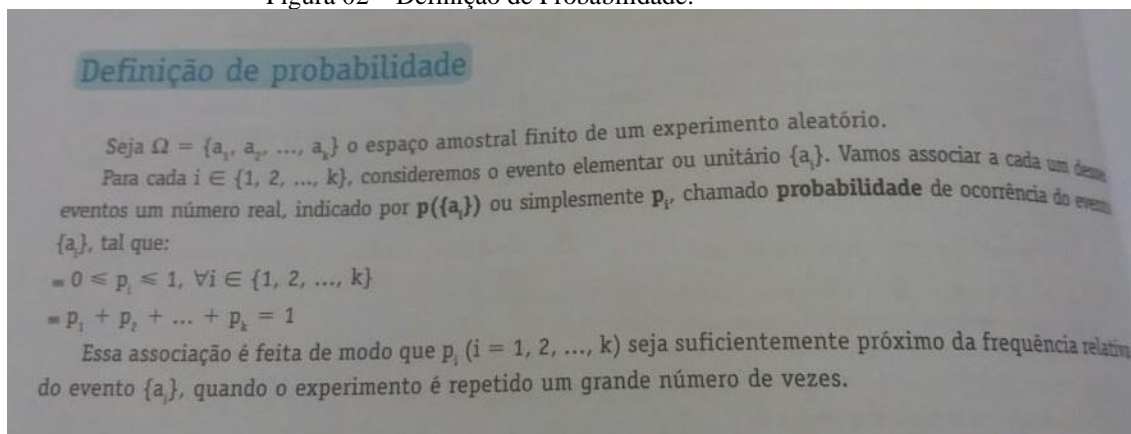 Figura 02 – Definição de Probabilidade.
Definição de probabilidade
Seja Ω = {a₁, a₂, ..., aₖ} o espaço amostral finito de um experimento aleatório.
Para cada i ∈ {1, 2, ..., k}, consideremos o evento elementar ou unitário {aᵢ}. Vamos associar a cada um
eventos um número real, indicado por p({aᵢ}) ou simplesmente pᵢ, chamado probabilidade de ocorrência do evento
{aᵢ}, tal que:
▪ 0 ⩽ pᵢ ⩽ 1, ∀i ∈ {1, 2, ..., k}
▪ p₁ + p₂ + ... + pₖ = 1
Essa associação é feita de modo que pᵢ (i = 1, 2, ..., k) seja suficientemente próximo da frequência relativa
do evento {aᵢ}, quando o experimento é repetido um grande número de vezes.